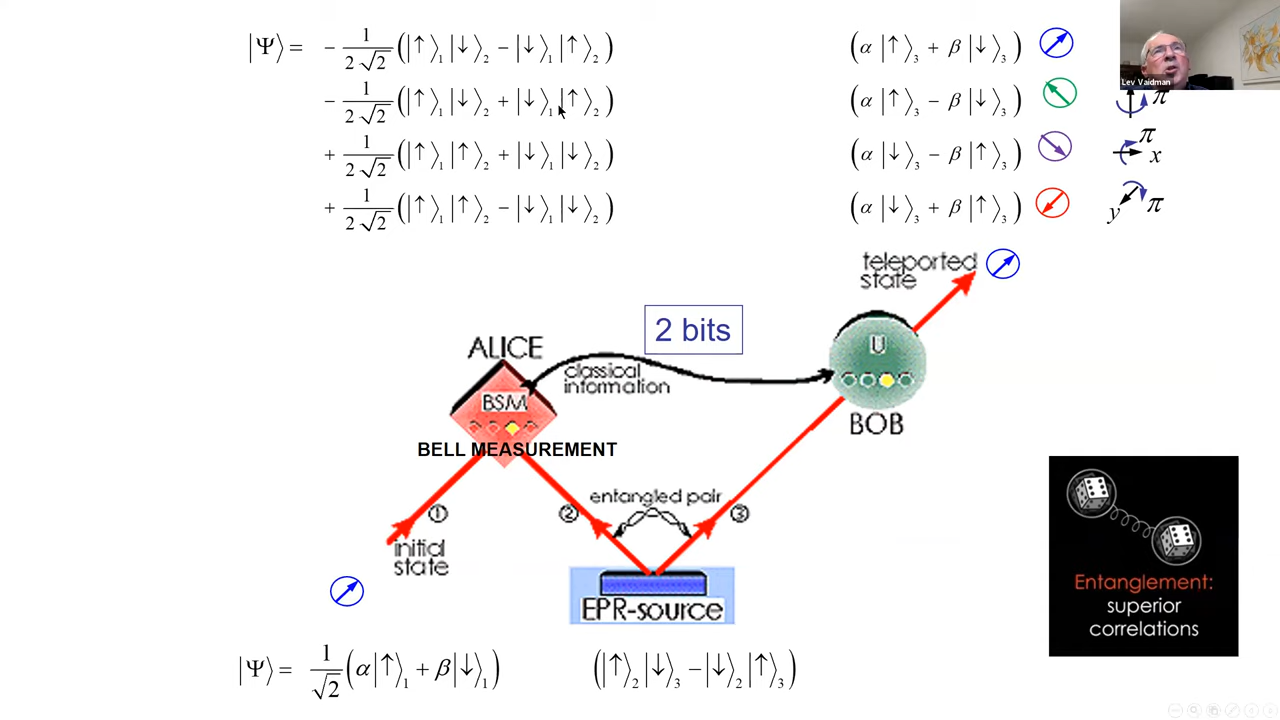 |Ψ⟩ = − 1/2√2 (|↑⟩₁|↓⟩₂ − |↓⟩₁|↑⟩₂) (α|↑⟩₃ + β|↓⟩₃)
Lev Vaidman
− 1/2√2 (|↑⟩₁|↓⟩₂ + |↓⟩₁|↑⟩₂) (α|↑⟩₃ − β|↓⟩₃) π
+ 1/2√2 (|↑⟩₁|↑⟩₂ + |↓⟩₁|↓⟩₂) (α|↓⟩₃ − β|↑⟩₃) π x
+ 1/2√2 (|↑⟩₁|↑⟩₂ − |↓⟩₁|↓⟩₂) (α|↓⟩₃ + β|↑⟩₃) y π
teleported
state
2 bits
ALICE
classical
information
U
BSM
BOB
BELL MEASUREMENT
entangled pair
① ② ③
initial
state
EPR-source
Entanglement:
superior
correlations
|Ψ⟩ = 1/√2 (α|↑⟩₁ + β|↓⟩₁) (|↑⟩₂|↓⟩₃ − |↓⟩₂|↑⟩₃)